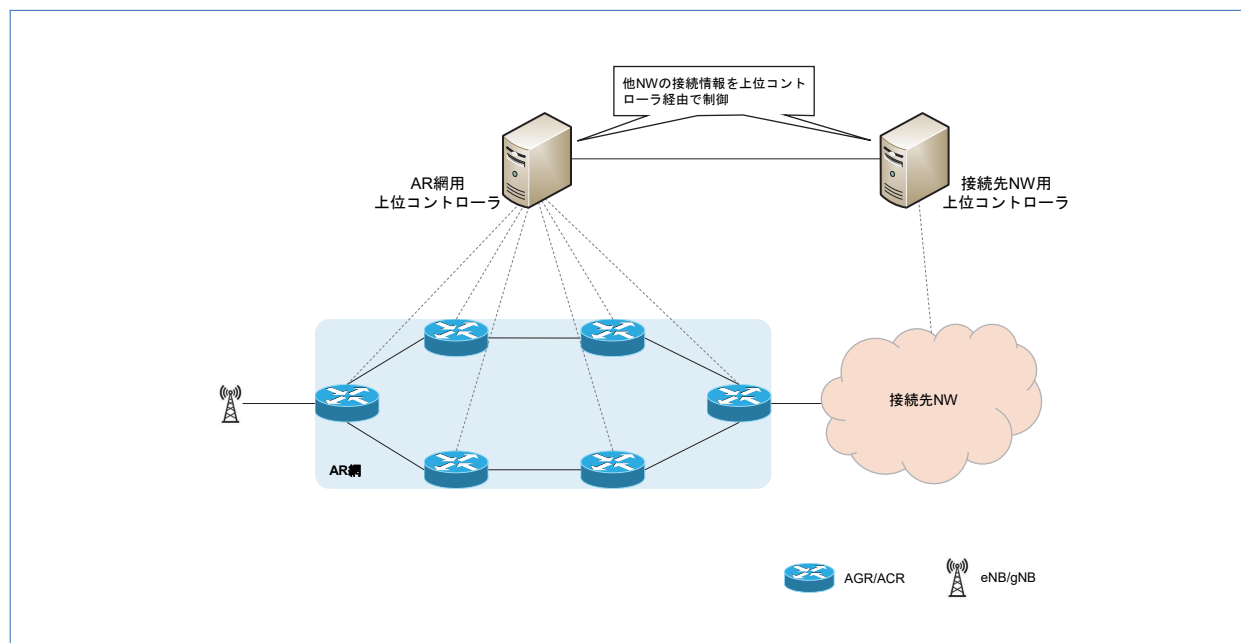 他NWの接続情報を上位コント
ローラ経由で制御
AR網用
上位コントローラ
接続先NW用
上位コントローラ
接続先NW
AR網
AGR/ACR
eNB/gNB